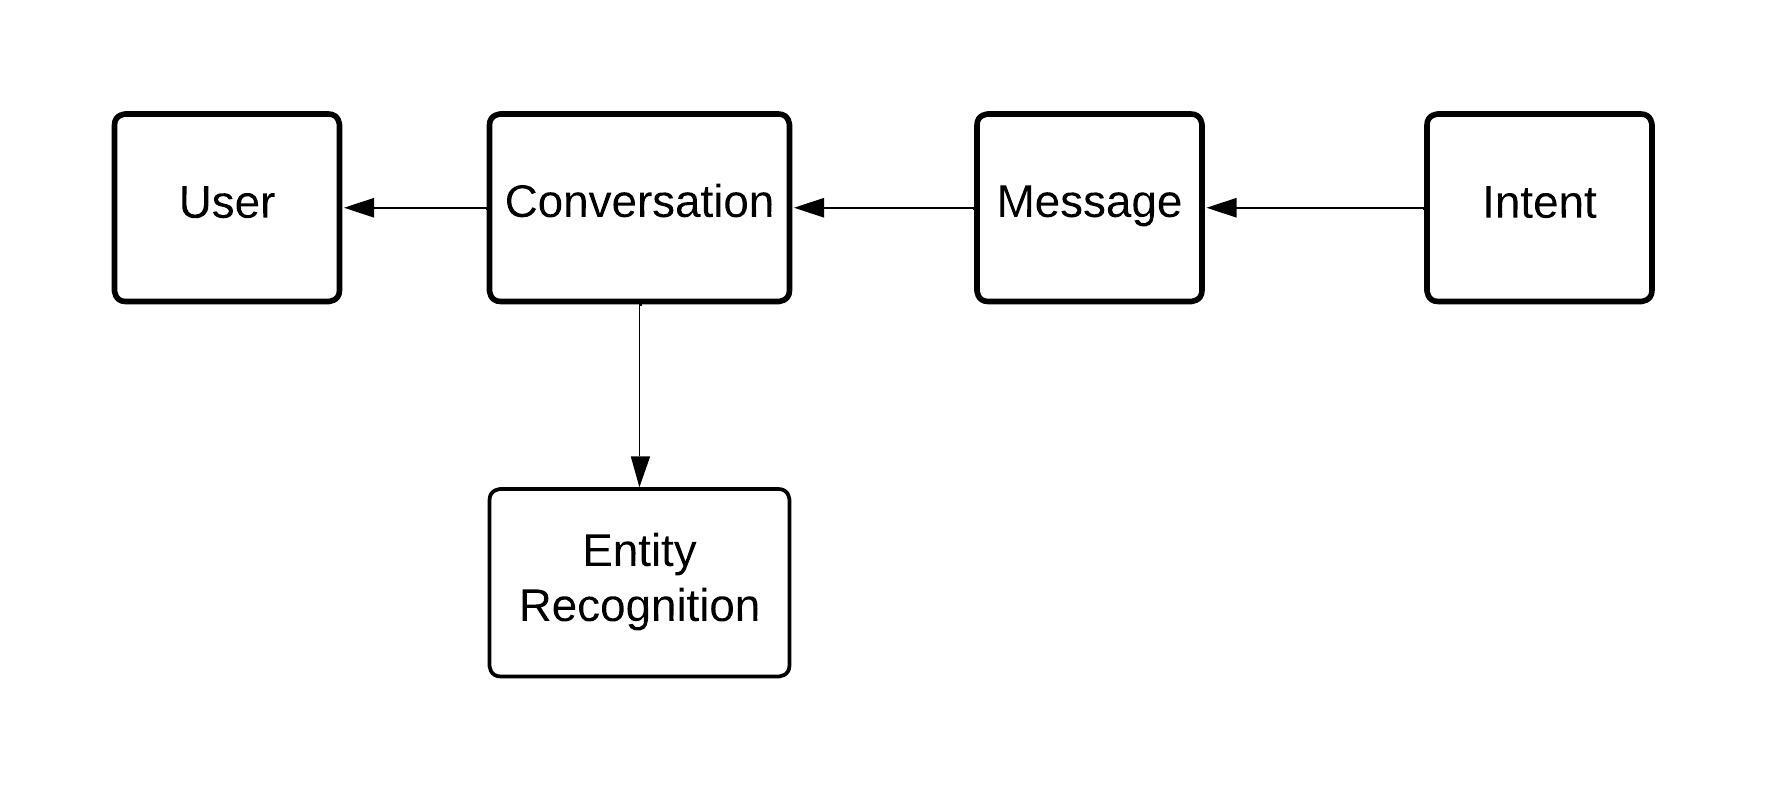 User
Conversation
Message
Intent
Entity
Recognition